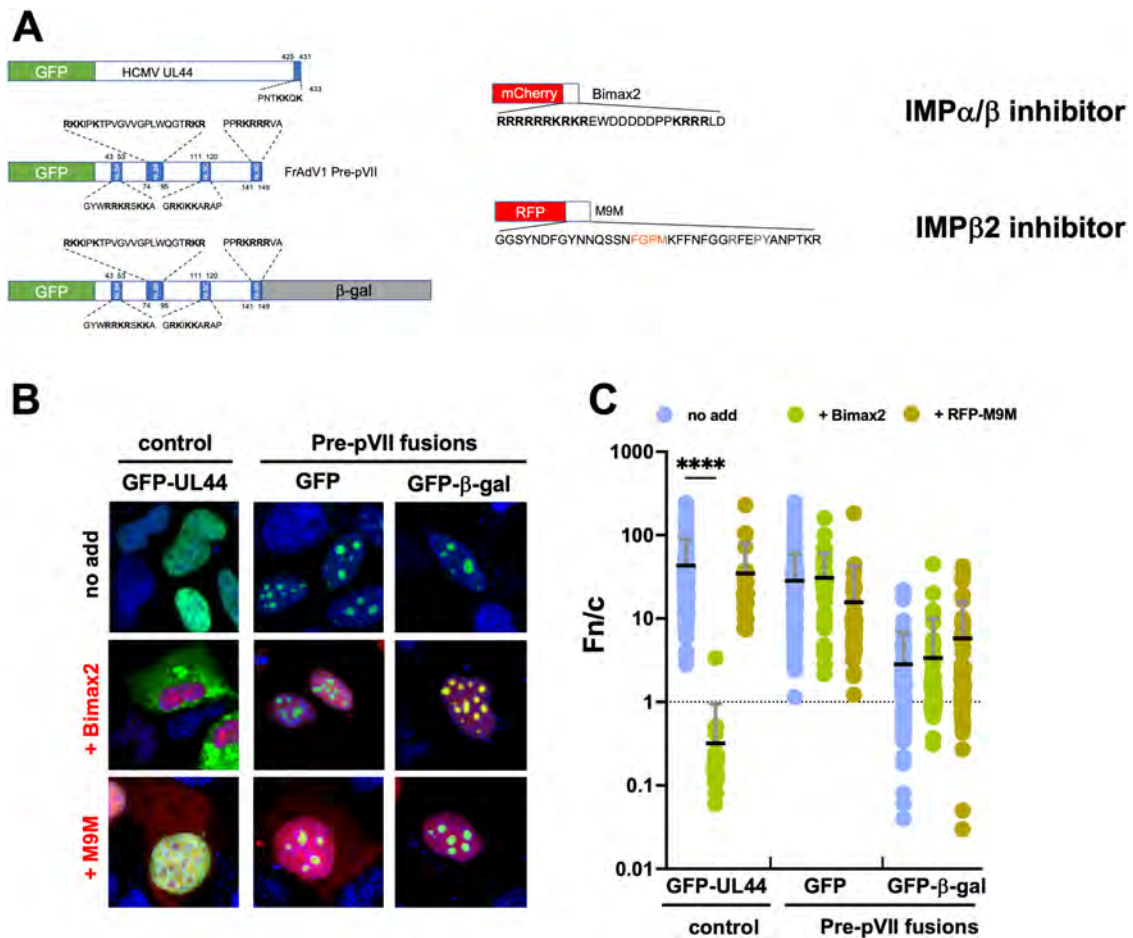 A
GFP HCMV UL44
425 431
433
PNTKKQK
RKKIPKTPVGVVGPLWQGTRKR PPRKRRRVA
43 53 111 120
GFP FrAdV1 Pre-pVII
74 95 141 149
GYWRRKRSKKA GRKIKKARAP
RKKIPKTPVGVVGPLWQGTRKR PPRKRRRVA
43 53 111 120
GFP β-gal
74 95 141 149
GYWRRKRSKKA GRKIKKARAP
mCherry Bimax2
RRRRRRKRKREWDDDDDPPKRRRLD
IMPα/β inhibitor
RFP M9M
GGSYNDFGYNNQSSNFGPMKFFNFGGRFEPYANPTKR
IMPβ2 inhibitor
B
control Pre-pVII fusions
GFP-UL44 GFP GFP-β-gal
no add
+ Bimax2
+ M9M
C
no add + Bimax2 + RFP-M9M
Fn/c
1000
100
10
1
0.1
0.01
****
GFP-UL44 GFP GFP-β-gal
control Pre-pVII fusions